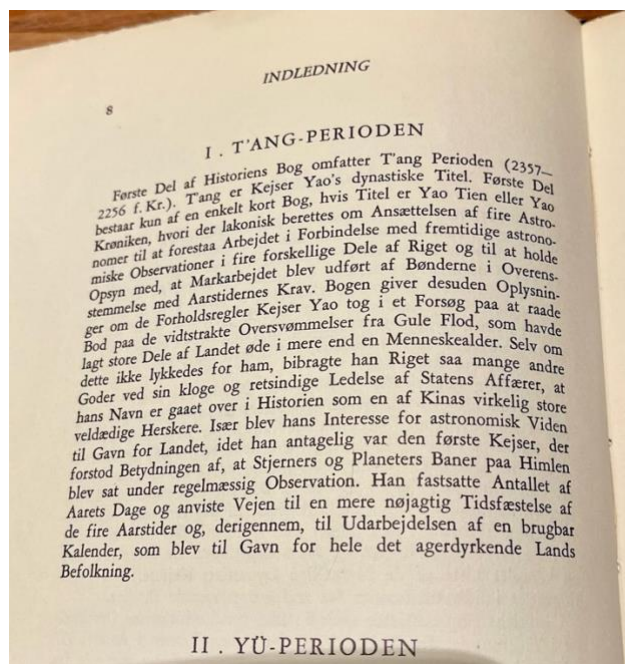 INDLEDNING
8
I . T'ANG-PERIODEN
Første Del af Historiens Bog omfatter T'ang Perioden (2357—
2256 f. Kr.). T'ang er Kejser Yao's dynastiske Titel. Første Del
bestaar kun af en enkelt kort Bog, hvis Titel er Yao Tien eller Yao
Krøniken, hvori der lakonisk berettes om Ansættelsen af fire Astro-
nomer til at forestaa Arbejdet i Forbindelse med fremtidige astrono-
miske Observationer i fire forskellige Dele af Riget og til at holde
Opsyn med, at Markarbejdet blev udført af Bønderne i Overens-
stemmelse med Aarstidernes Krav. Bogen giver desuden Oplysnin-
ger om de Forholdsregler Kejser Yao tog i et Forsøg paa at raade
Bod paa de vidtstrakte Oversvømmelser fra Gule Flod, som havde
lagt store Dele af Landet øde i mere end en Menneskealder. Selv om
dette ikke lykkedes for ham, bibragte han Riget saa mange andre
Goder ved sin kloge og retsindige Ledelse af Statens Affærer, at
hans Navn er gaaet over i Historien som en af Kinas virkelig store
veldædige Herskere. Især blev hans Interesse for astronomisk Viden
til Gavn for Landet, idet han antagelig var den første Kejser, der
forstod Betydningen af, at Stjerners og Planeters Baner paa Himlen
blev sat under regelmæssig Observation. Han fastsatte Antallet af
Aarets Dage og anviste Vejen til en mere nøjagtig Tidsfæstelse af
de fire Aarstider og, derigennem, til Udarbejdelsen af en brugbar
Kalender, som blev til Gavn for hele det agerdyrkende Lands
Befolkning.
II . YÜ-PERIODEN